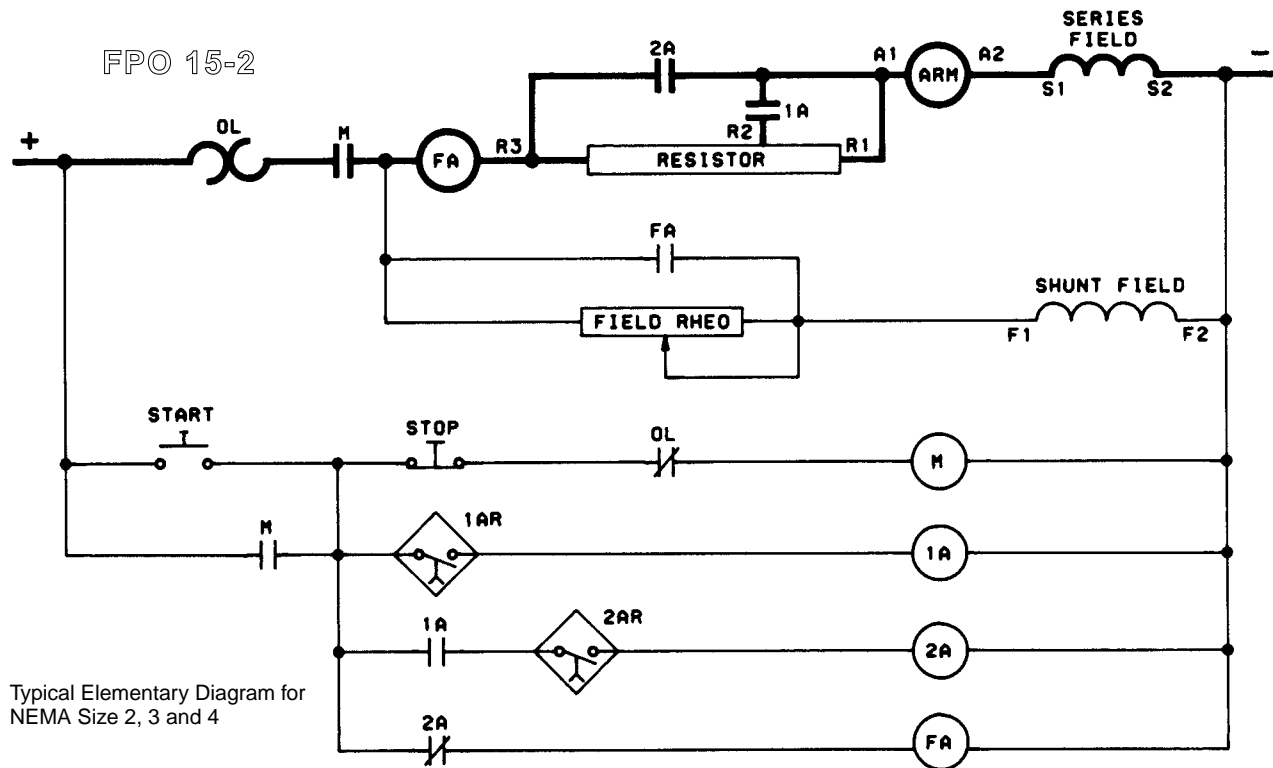 FPO 15-2
SERIES
FIELD
2A
A1
ARM
A2
S1
S2
−
1A
+
OL
M
FA
R3
R2
R1
RESISTOR
FA
FIELD RHEO
SHUNT FIELD
F1
F2
START
STOP
OL
M
M
1AR
1A
1A
2AR
2A
Typical Elementary Diagram for
NEMA Size 2, 3 and 4
2A
FA